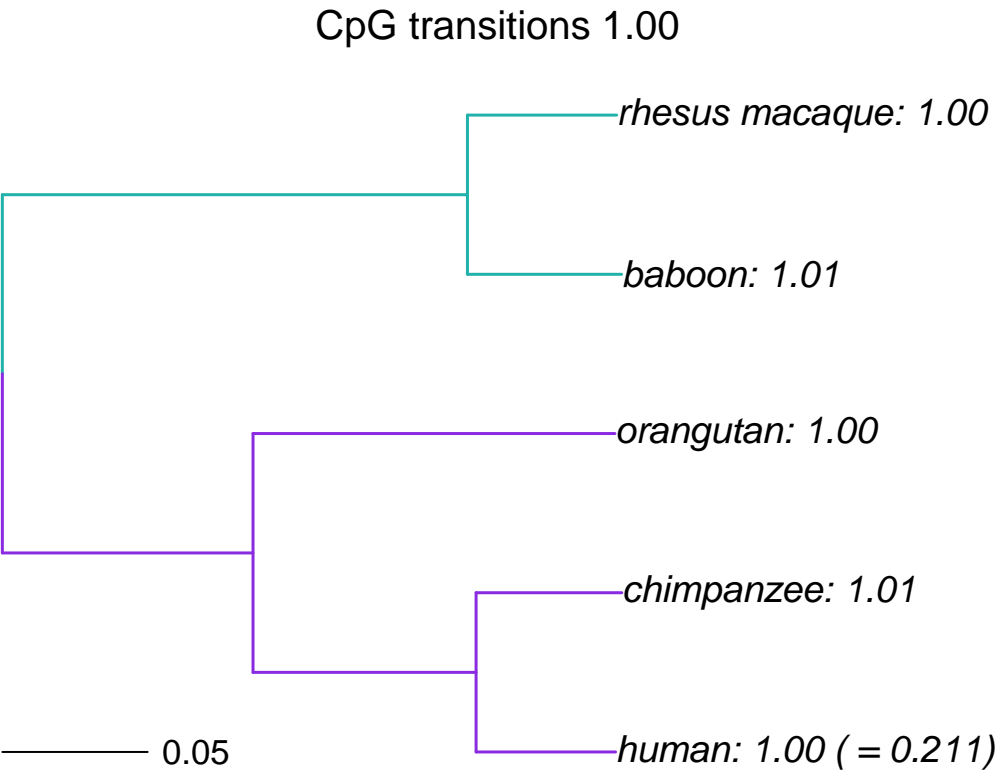 CpG transitions 1.00
rhesus macaque: 1.00
baboon: 1.01
orangutan: 1.00
chimpanzee: 1.01
human: 1.00 ( = 0.211)
0.05